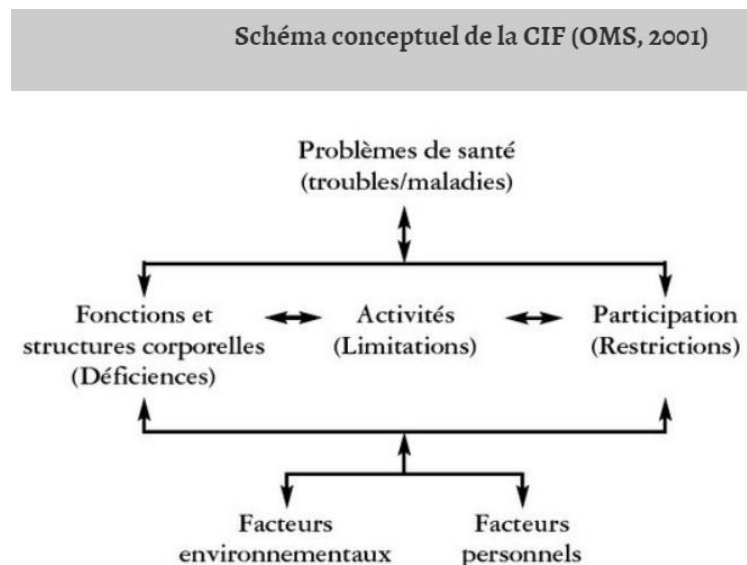 Schéma conceptuel de la CIF (OMS, 2001)
Problèmes de santé
(troubles/maladies)
Fonctions et
structures corporelles
(Déficiences)
Activités
(Limitations)
Participation
(Restrictions)
Facteurs
environnementaux
Facteurs
personnels